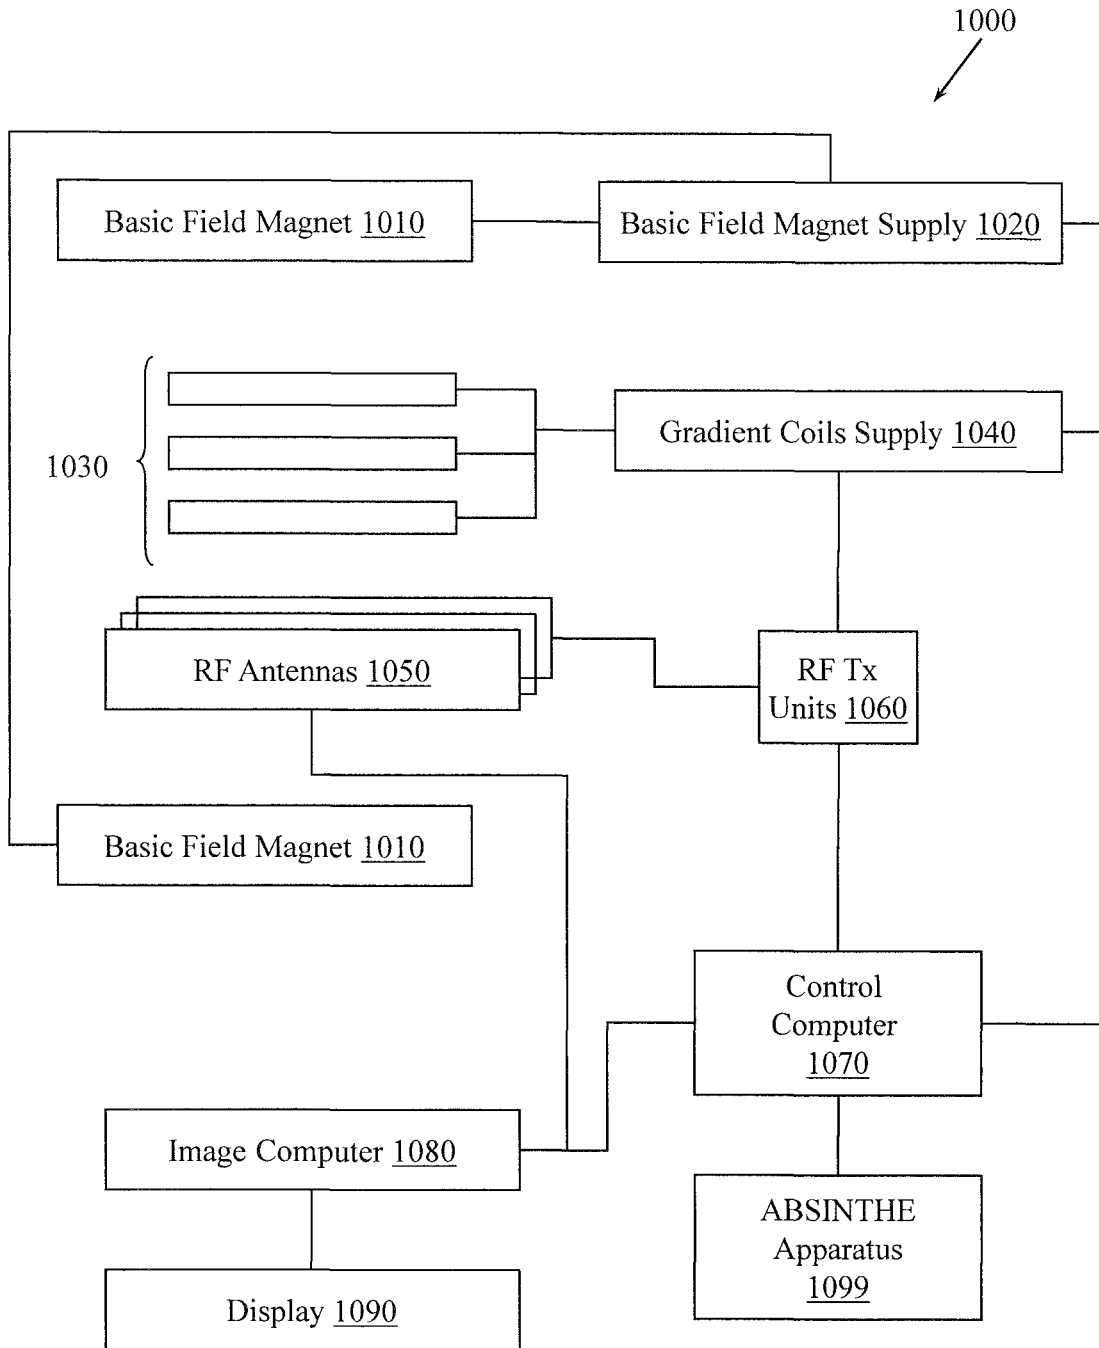 1000
Basic Field Magnet 1010
Basic Field Magnet Supply 1020
1030
Gradient Coils Supply 1040
RF Antennas 1050
RF Tx
Units 1060
Basic Field Magnet 1010
Control
Computer
1070
Image Computer 1080
ABSINTHE
Apparatus
1099
Display 1090